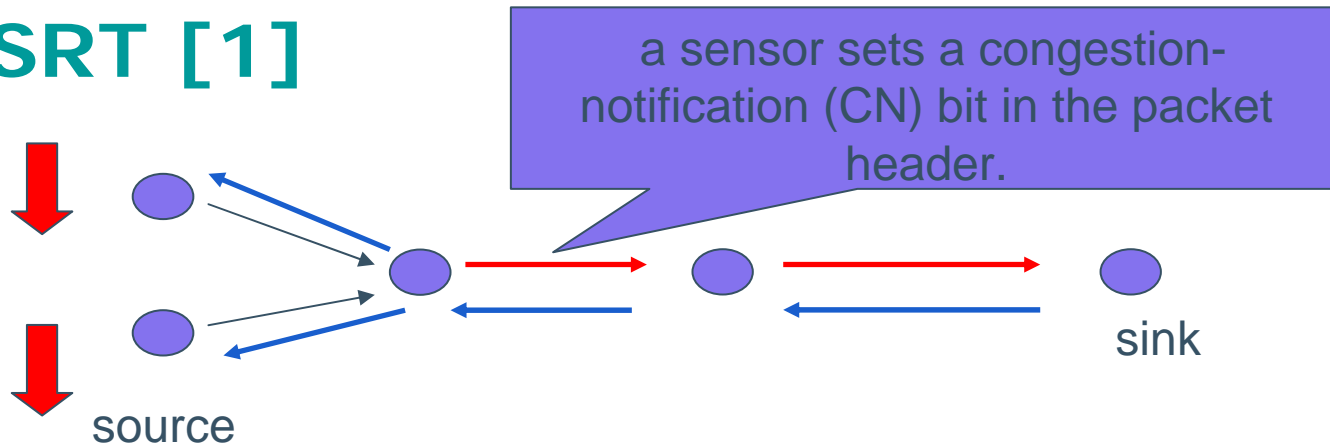 SRT [1]
a sensor sets a congestion-
notification (CN) bit in the packet
header.
sink
source